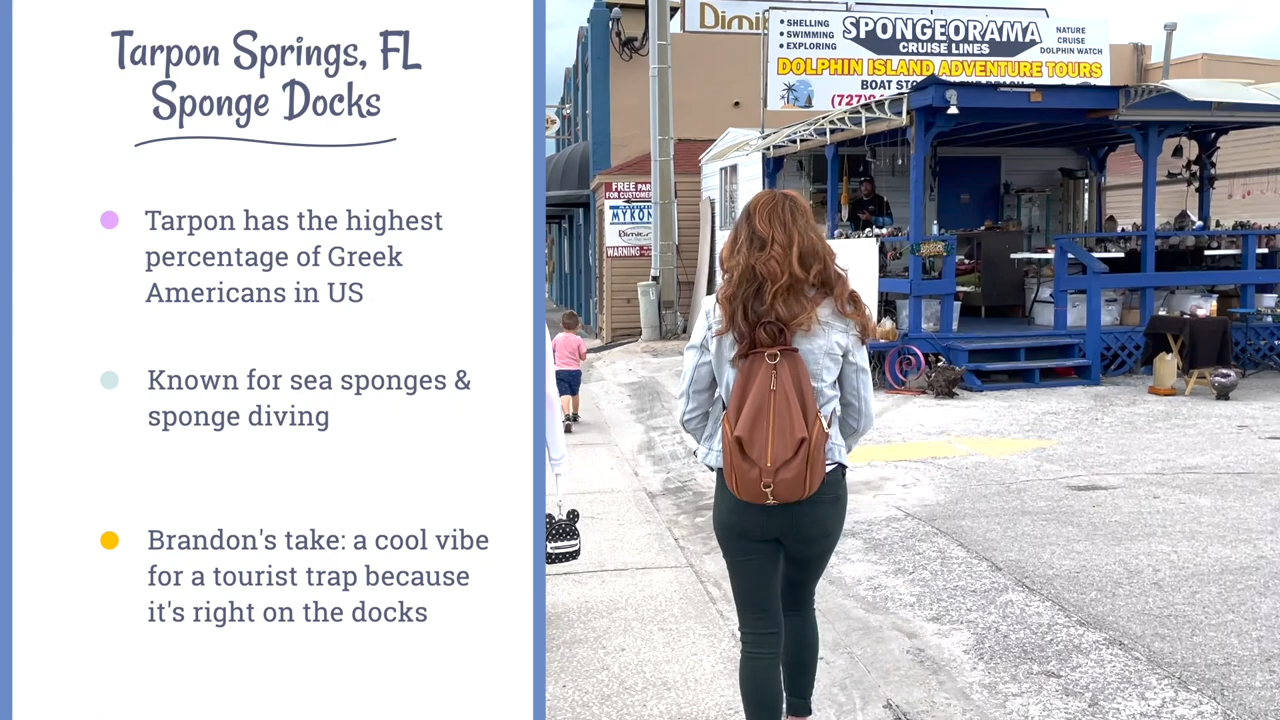 Tarpon Springs, FL
Sponge Docks
Tarpon has the highest
percentage of Greek
Americans in US
Known for sea sponges &
sponge diving
Brandon's take: a cool vibe
for a tourist trap because
it's right on the docks
• SHELLING
• SWIMMING
• EXPLORING
SPONGEORAMA
CRUISE LINES
NATURE
CRUISE
DOLPHIN WATCH
DOLPHIN ISLAND ADVENTURE TOURS
BOAT
(727)
FREE
FOR
WARNING